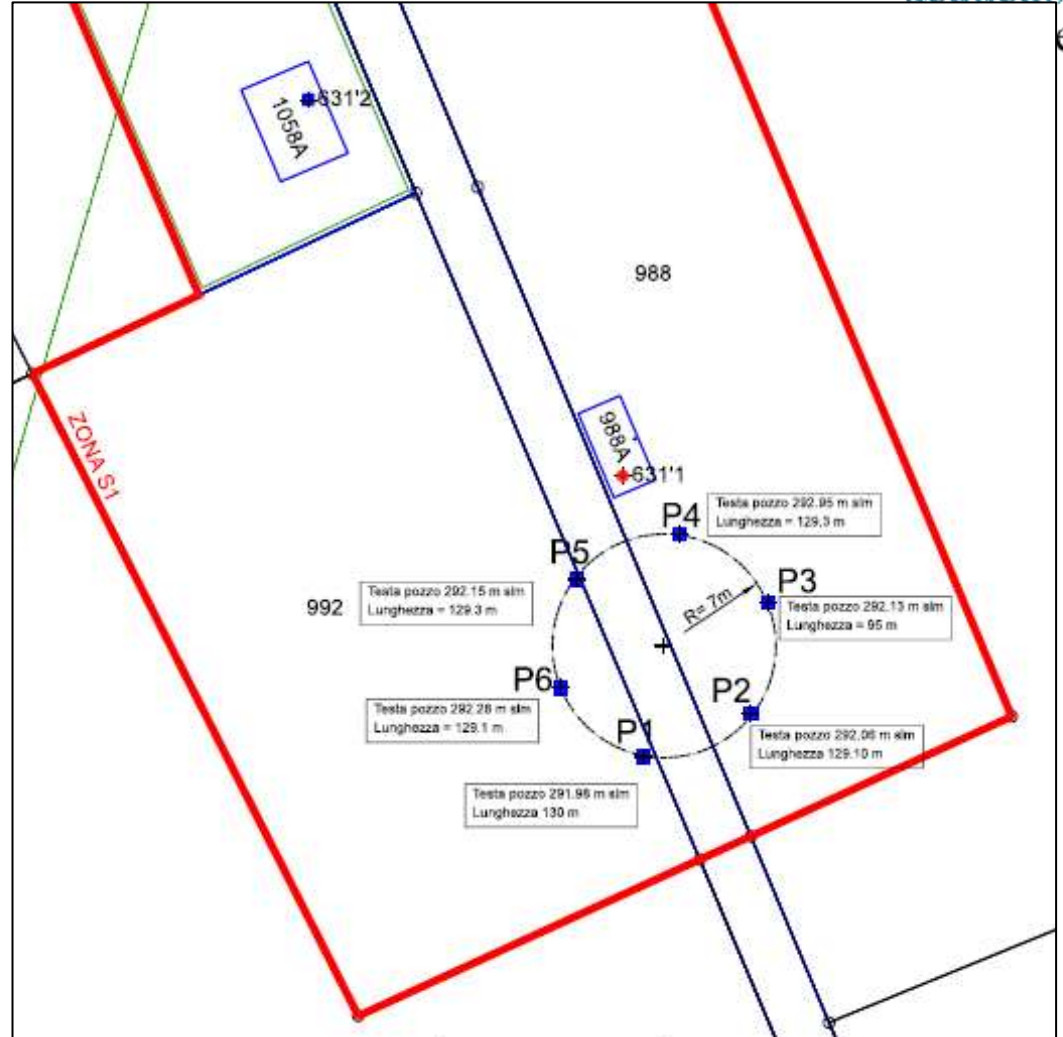 631'2
1058A
988
ZONA S1
988A
631'1
P4
Testa pozzo 292.95 m slm
Lunghezza = 129.3 m
P5
P3
R= 7m
Testa pozzo 292.15 m slm
Lunghezza = 129.3 m
992
Testa pozzo 292.13 m slm
Lunghezza = 95 m
P6
P2
Testa pozzo 292.28 m slm
Lunghezza = 129.1 m
P1
Testa pozzo 292.06 m slm
Lunghezza 129.10 m
Testa pozzo 291.98 m slm
Lunghezza 130 m